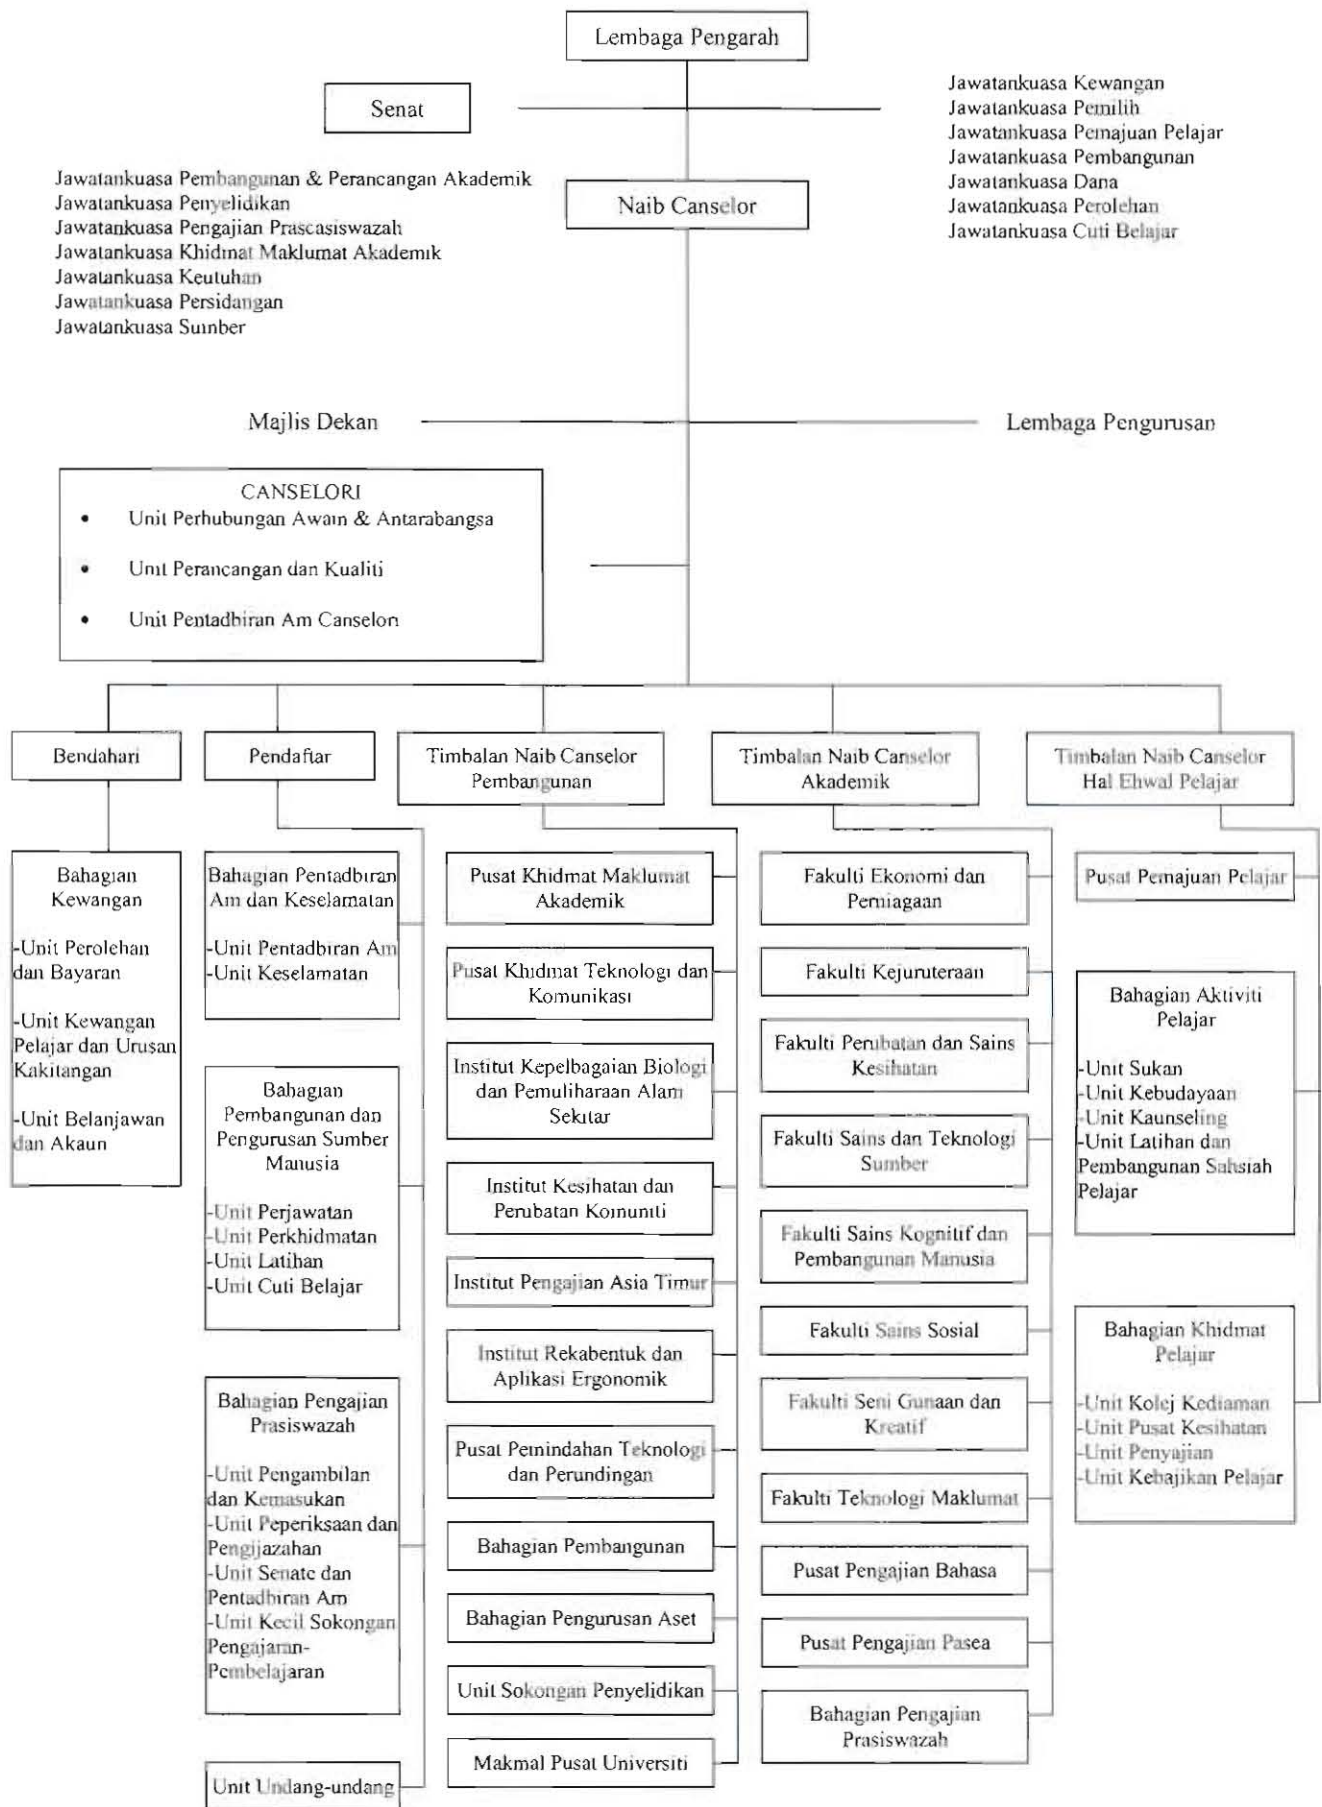 Lembaga Pengarah
Senat
Jawatankuasa Kewangan
Jawatankuasa Pemilih
Jawatankuasa Pemajuan Pelajar
Jawatankuasa Pembangunan
Jawatankuasa Dana
Jawatankuasa Perolehan
Jawatankuasa Cuti Belajar
Jawatankuasa Pembangunan & Perancangan Akademik
Jawatankuasa Penyelidikan
Jawatankuasa Pengajian Prascasiswazah
Jawatankuasa Khidmat Maklumat Akademik
Jawatankuasa Keutuhan
Jawatankuasa Persidangan
Jawatankuasa Sumber
Naib Canselor
Majlis Dekan
Lembaga Pengurusan
CANSELORI
• Unit Perhubungan Awam & Antarabangsa
• Unit Perancangan dan Kualiti
• Unit Pentadbiran Am Canselori
Bendahari
Pendaftar
Timbalan Naib Canselor
Pembangunan
Timbalan Naib Canselor
Akademik
Timbalan Naib Canselor
Hal Ehwal Pelajar
Bahagian
Kewangan
-Unit Perolehan
dan Bayaran
-Unit Kewangan
Pelajar dan Urusan
Kakitangan
-Unit Belanjawan
dan Akaun
Bahagian Pentadbiran
Am dan Keselamatan
-Unit Pentadbiran Am
-Unit Keselamatan
Bahagian
Pembangunan dan
Pengurusan Sumber
Manusia
-Unit Perjawatan
-Unit Perkhidmatan
-Unit Latihan
-Unit Cuti Belajar
Bahagian Pengajian
Prasiswazah
-Unit Pengambilan
dan Kemasukan
-Unit Peperiksaan dan
Pengijazahan
-Unit Senate dan
Pentadbiran Am
-Unit Kecil Sokongan
Pengajaran-
Pembelajaran
Unit Undang-undang
Pusat Khidmat Maklumat
Akademik
Pusat Khidmat Teknologi dan
Komunikasi
Institut Kepelbagaian Biologi
dan Pemuliharaan Alam
Sekitar
Institut Kesihatan dan
Perubatan Komuniti
Institut Pengajian Asia Timur
Institut Rekabentuk dan
Aplikasi Ergonomik
Pusat Pemindahan Teknologi
dan Perundingan
Bahagian Pembangunan
Bahagian Pengurusan Aset
Unit Sokongan Penyelidikan
Makmal Pusat Universiti
Fakulti Ekonomi dan
Perniagaan
Fakulti Kejuruteraan
Fakulti Perubatan dan Sains
Kesihatan
Fakulti Sains dan Teknologi
Sumber
Fakulti Sains Kognitif dan
Pembangunan Manusia
Fakulti Sains Sosial
Fakulti Seni Gunaan dan
Kreatif
Fakulti Teknologi Maklumat
Pusat Pengajian Bahasa
Pusat Pengajian Pasca
Bahagian Pengajian
Prasiswazah
Pusat Pemajuan Pelajar
Bahagian Aktiviti
Pelajar
-Unit Sukan
-Unit Kebudayaan
-Unit Kaunseling
-Unit Latihan dan
Pembangunan Sahsiah
Pelajar
Bahagian Khidmat
Pelajar
-Unit Kolej Kediaman
-Unit Pusat Kesihatan
-Unit Penyajian
-Unit Kebajikan Pelajar